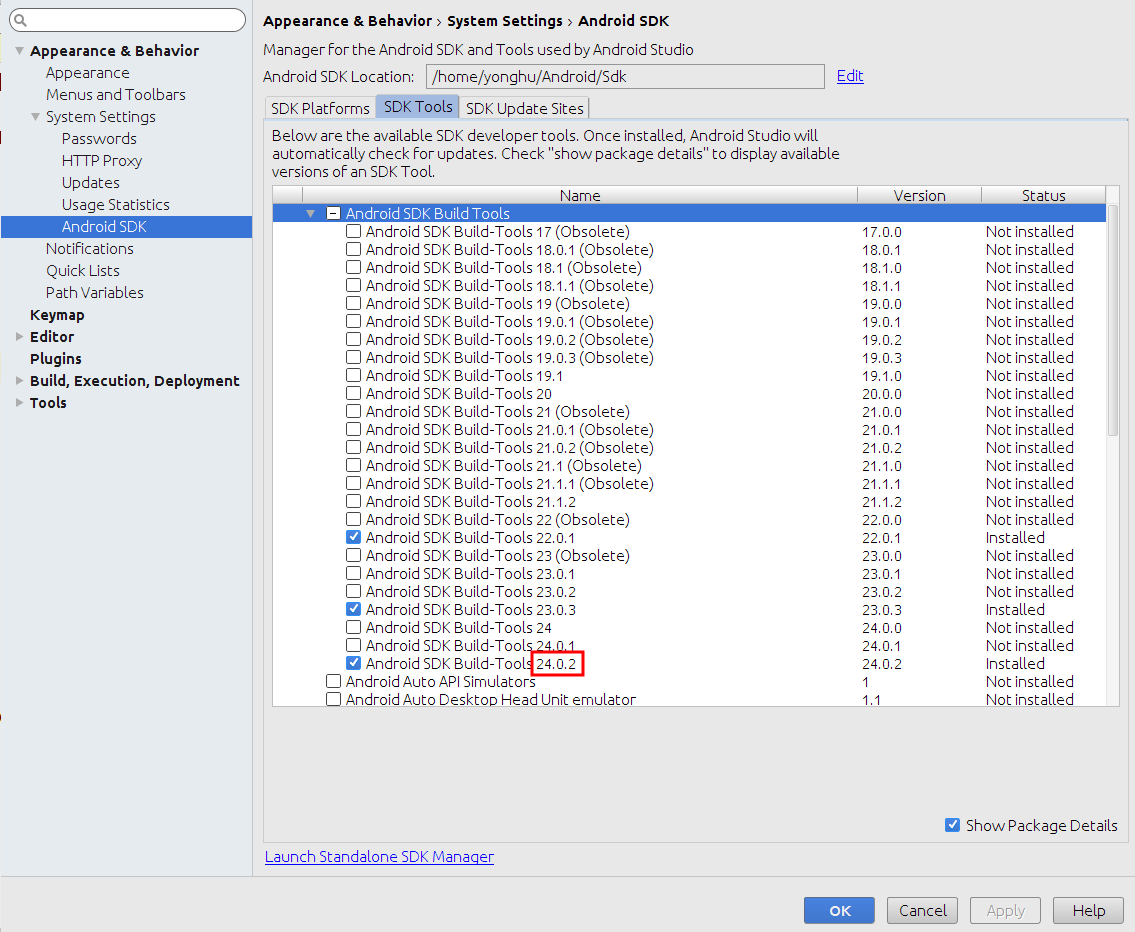 Appearance & Behavior
Appearance
Menus and Toolbars
System Settings
Passwords
HTTP Proxy
Updates
Usage Statistics
Android SDK
Notifications
Quick Lists
Path Variables
Keymap
Editor
Plugins
Build, Execution, Deployment
Tools
Appearance & Behavior › System Settings › Android SDK
Manager for the Android SDK and Tools used by Android Studio
Android SDK Location: /home/yonghu/Android/Sdk Edit
SDK Platforms SDK Tools SDK Update Sites
Below are the available SDK developer tools. Once installed, Android Studio will
automatically check for updates. Check "show package details" to display available
versions of an SDK Tool.
Name Version Status
Android SDK Build Tools
Android SDK Build-Tools 17 (Obsolete) 17.0.0 Not installed
Android SDK Build-Tools 18.0.1 (Obsolete) 18.0.1 Not installed
Android SDK Build-Tools 18.1 (Obsolete) 18.1.0 Not installed
Android SDK Build-Tools 18.1.1 (Obsolete) 18.1.1 Not installed
Android SDK Build-Tools 19 (Obsolete) 19.0.0 Not installed
Android SDK Build-Tools 19.0.1 (Obsolete) 19.0.1 Not installed
Android SDK Build-Tools 19.0.2 (Obsolete) 19.0.2 Not installed
Android SDK Build-Tools 19.0.3 (Obsolete) 19.0.3 Not installed
Android SDK Build-Tools 19.1 19.1.0 Not installed
Android SDK Build-Tools 20 20.0.0 Not installed
Android SDK Build-Tools 21 (Obsolete) 21.0.0 Not installed
Android SDK Build-Tools 21.0.1 (Obsolete) 21.0.1 Not installed
Android SDK Build-Tools 21.0.2 (Obsolete) 21.0.2 Not installed
Android SDK Build-Tools 21.1 (Obsolete) 21.1.0 Not installed
Android SDK Build-Tools 21.1.1 (Obsolete) 21.1.1 Not installed
Android SDK Build-Tools 21.1.2 21.1.2 Not installed
Android SDK Build-Tools 22 (Obsolete) 22.0.0 Not installed
Android SDK Build-Tools 22.0.1 22.0.1 Installed
Android SDK Build-Tools 23 (Obsolete) 23.0.0 Not installed
Android SDK Build-Tools 23.0.1 23.0.1 Not installed
Android SDK Build-Tools 23.0.2 23.0.2 Not installed
Android SDK Build-Tools 23.0.3 23.0.3 Installed
Android SDK Build-Tools 24 24.0.0 Not installed
Android SDK Build-Tools 24.0.1 24.0.1 Not installed
Android SDK Build-Tools 24.0.2 24.0.2 Installed
Android Auto API Simulators 1 Not installed
Android Auto Desktop Head Unit emulator 1.1 Not installed
Show Package Details
Launch Standalone SDK Manager
OK Cancel Apply Help